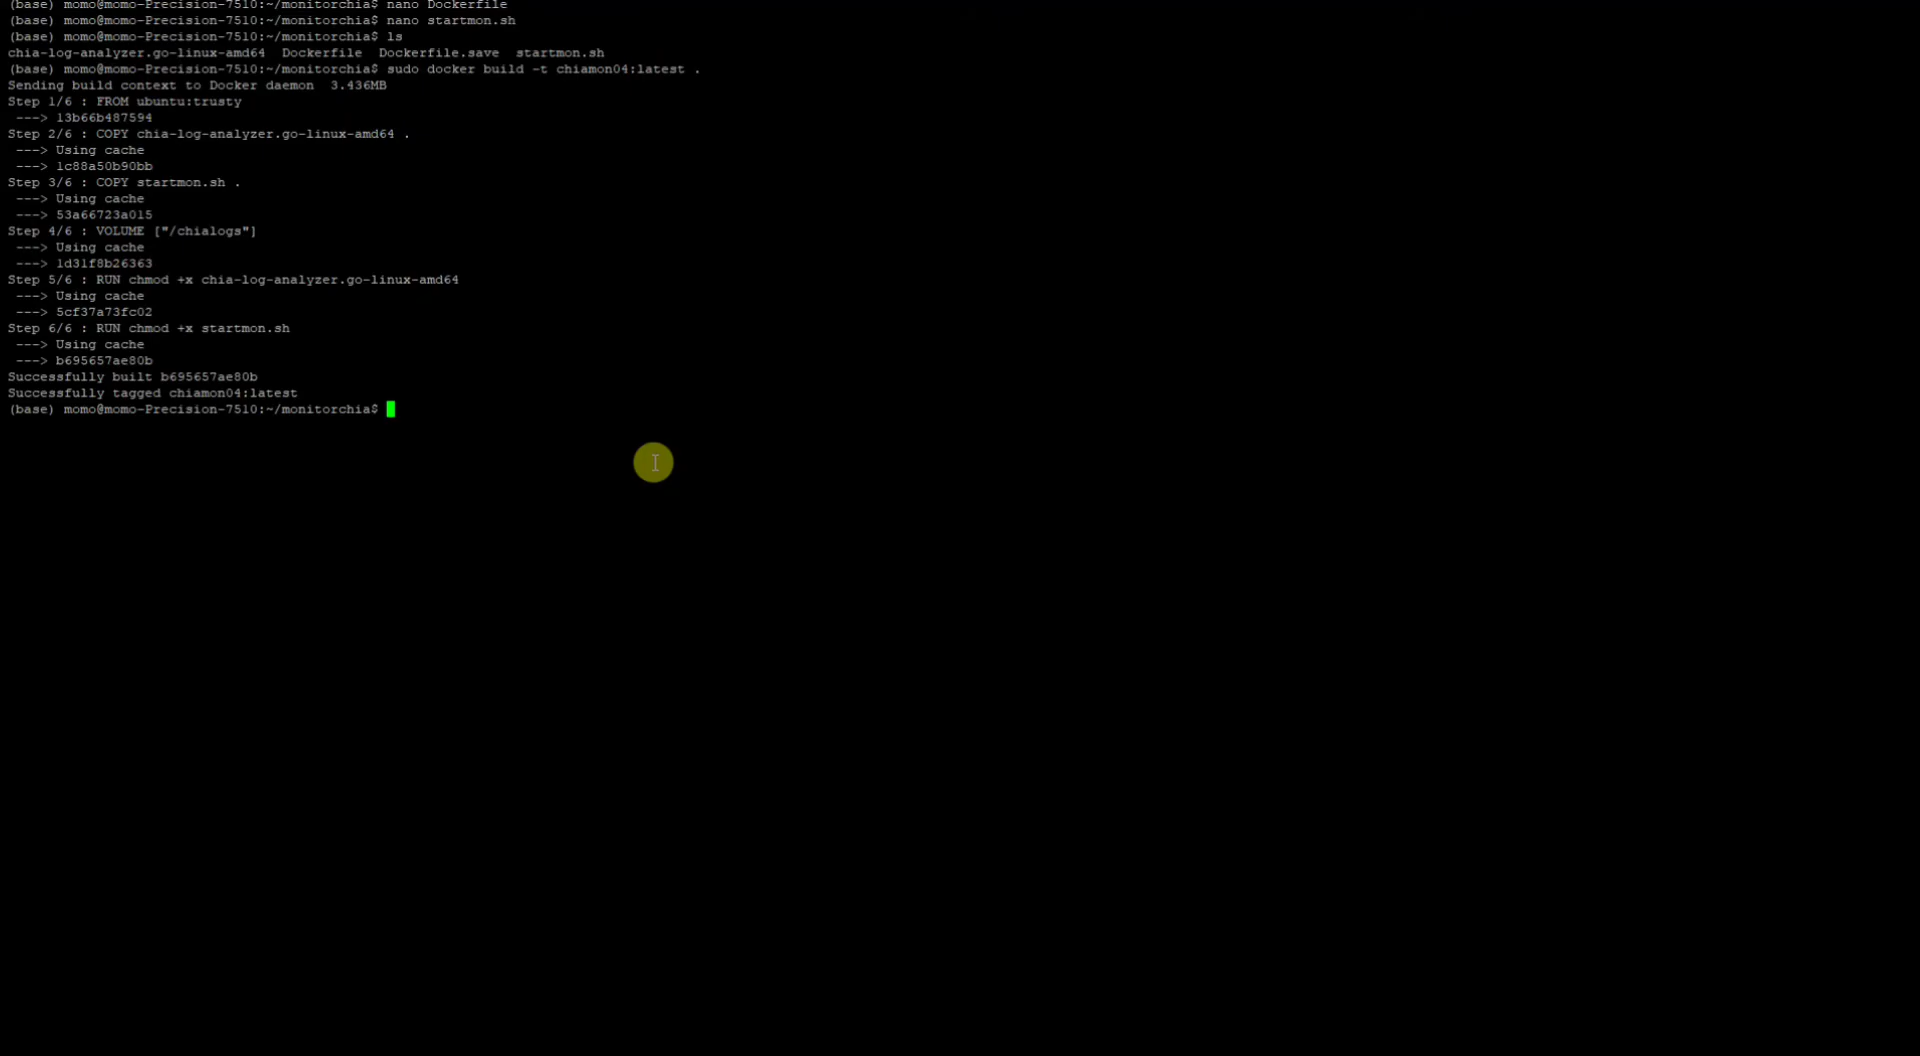 (base) momo@momo-Precision-7510:~/monitorchia$ nano Dockerfile
(base) momo@momo-Precision-7510:~/monitorchia$ nano startmon.sh
(base) momo@momo-Precision-7510:~/monitorchia$ ls
chia-log-analyzer.go-linux-amd64  Dockerfile  Dockerfile.save  startmon.sh
(base) momo@momo-Precision-7510:~/monitorchia$ sudo docker build -t chiamon04:latest .
Sending build context to Docker daemon  3.436MB
Step 1/6 : FROM ubuntu:trusty
 ---> 13b66b487594
Step 2/6 : COPY chia-log-analyzer.go-linux-amd64 .
 ---> Using cache
 ---> 1c88a50b90bb
Step 3/6 : COPY startmon.sh .
 ---> Using cache
 ---> 53a66723a015
Step 4/6 : VOLUME ["/chialogs"]
 ---> Using cache
 ---> 1d31f8b26363
Step 5/6 : RUN chmod +x chia-log-analyzer.go-linux-amd64
 ---> Using cache
 ---> 5cf37a73fc02
Step 6/6 : RUN chmod +x startmon.sh
 ---> Using cache
 ---> b695657ae80b
Successfully built b695657ae80b
Successfully tagged chiamon04:latest
(base) momo@momo-Precision-7510:~/monitorchia$